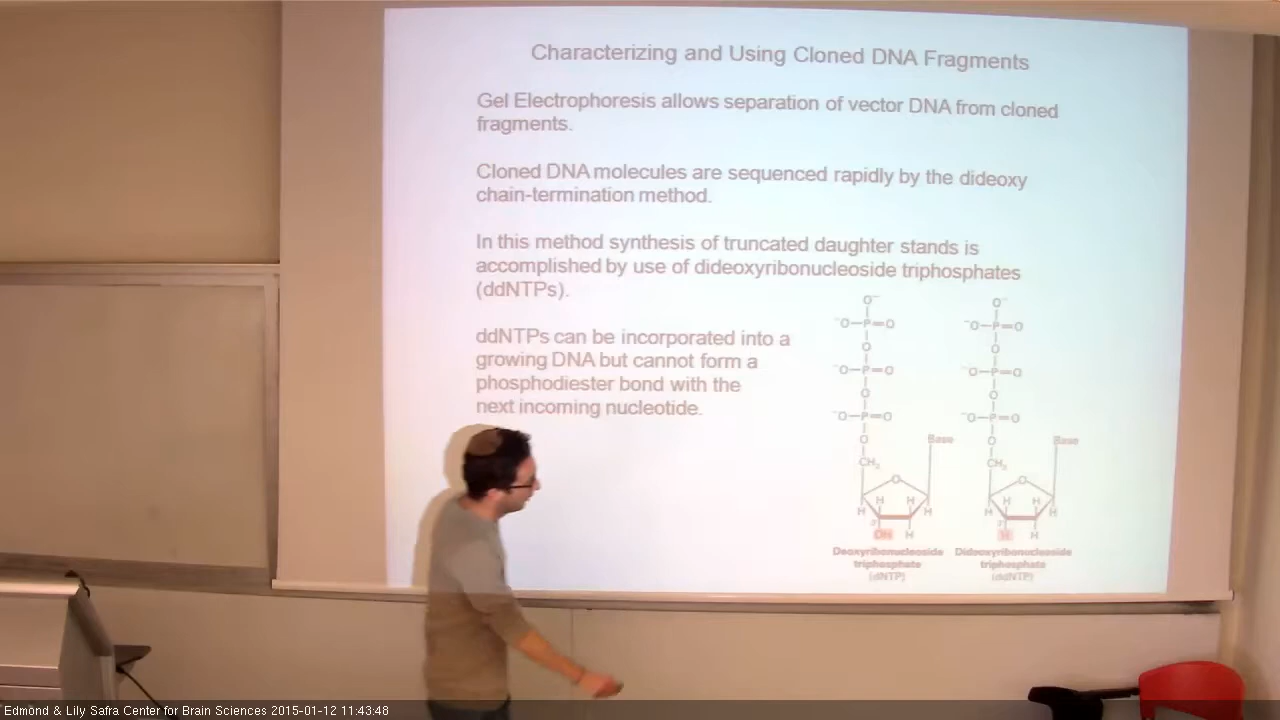 Characterizing and Using Cloned DNA Fragments
Gel Electrophoresis allows separation of vector DNA from cloned
fragments.
Cloned DNA molecules are sequenced rapidly by the dideoxy
chain-termination method.
In this method synthesis of truncated daughter stands is
accomplished by use of dideoxyribonucleoside triphosphates
(ddNTPs).
ddNTPs can be incorporated into a
growing DNA but cannot form a
phosphodiester bond with the
next incoming nucleotide.
O⁻ O⁻
⁻O–P=O ⁻O–P=O
O O
⁻O–P=O ⁻O–P=O
O O
⁻O–P=O ⁻O–P=O
O Base O Base
CH₂ CH₂
O O
H H H H
H H H H
3' 3'
OH H H H
Deoxyribonucleoside Dideoxyribonucleoside
triphosphate triphosphate
(dNTP) (ddNTP)
Edmond & Lily Safra Center for Brain Sciences 2015-01-12 11:43:48